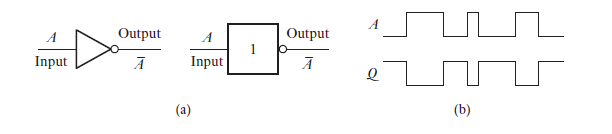 A Output
Input A̅
A 1 Output
Input A̅
(a)
A
Q
(b)